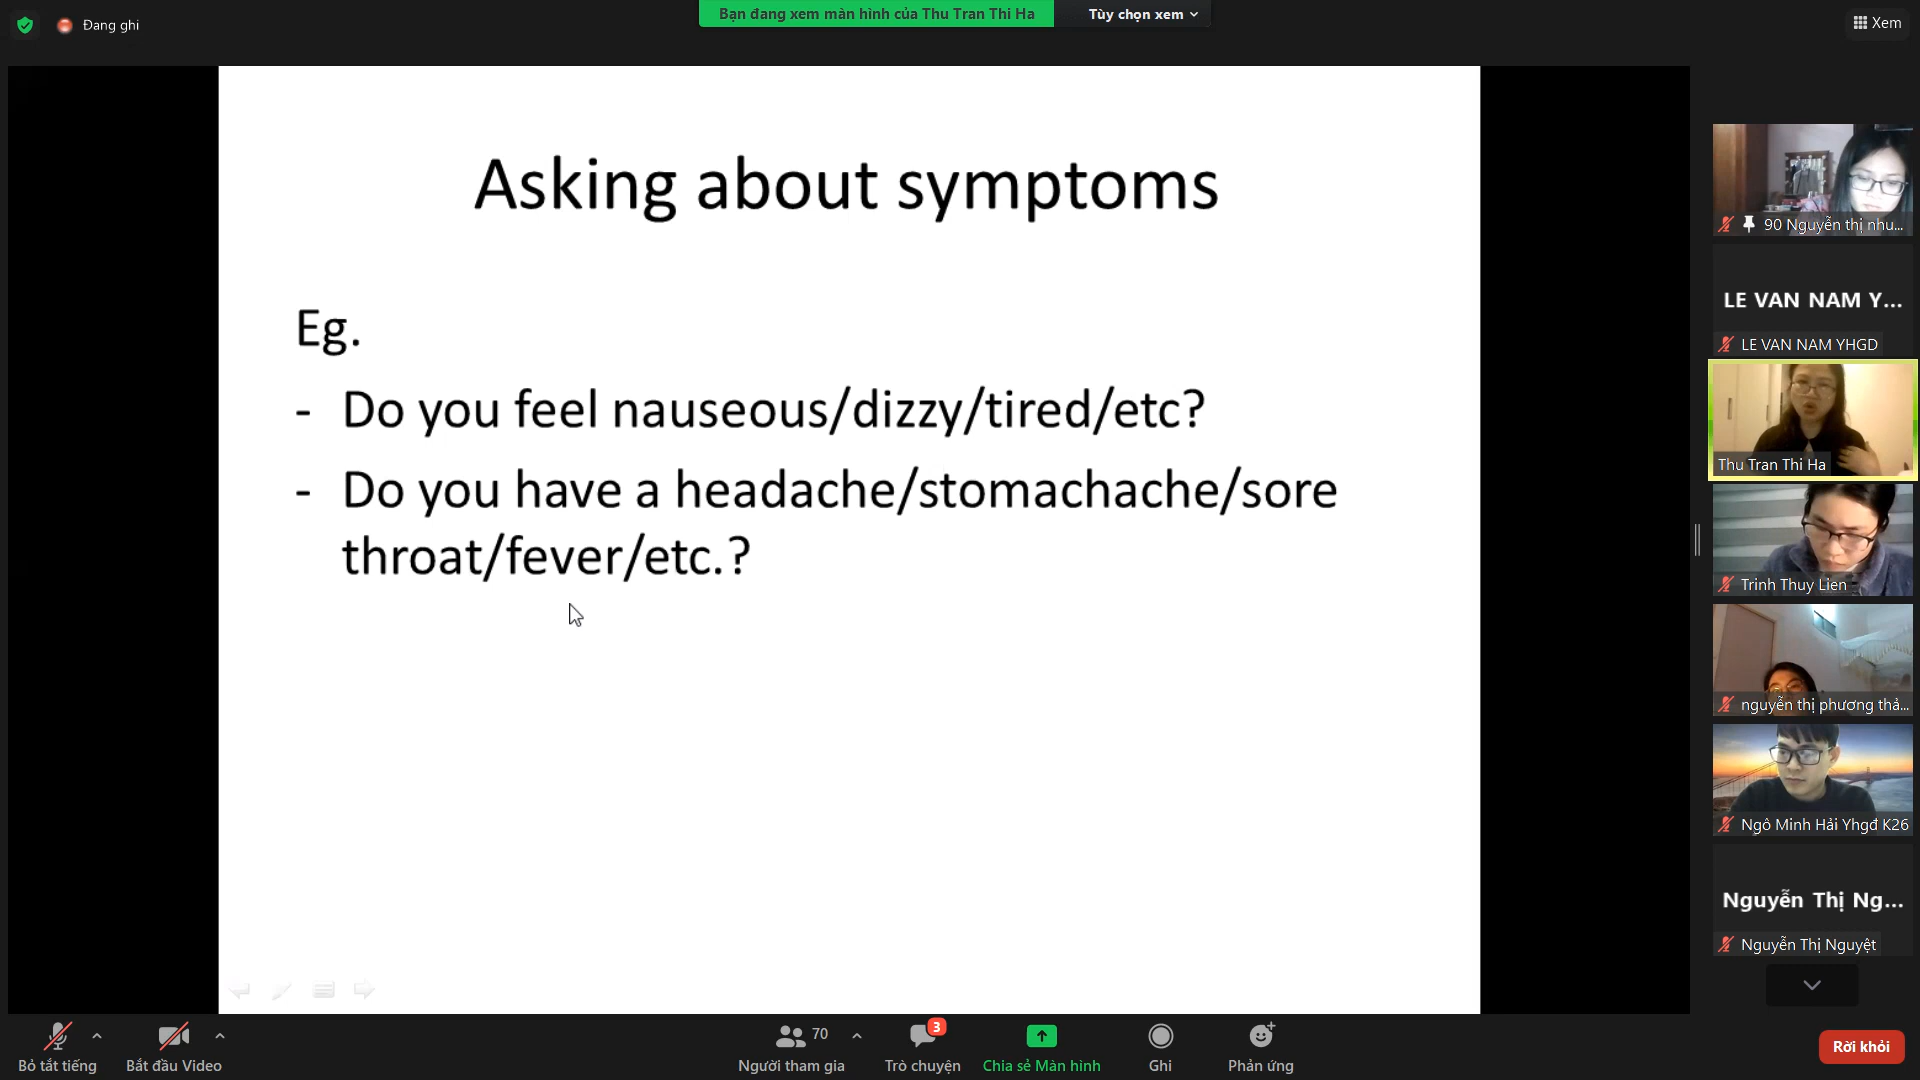 Đang ghi
Bạn đang xem màn hình của Thu Tran Thi Ha
Tùy chọn xem
Xem
Asking about symptoms
Eg.
- Do you feel nauseous/dizzy/tired/etc?
- Do you have a headache/stomachache/sore
throat/fever/etc.?
90 Nguyễn thị nhu...
LE VAN NAM Y...
LE VAN NAM YHGD
Thu Tran Thi Ha
Trinh Thuy Lien
nguyễn thị phương thả...
Ngô Minh Hải Yhgđ K26
Nguyễn Thị Ng...
Nguyễn Thị Nguyệt
Bỏ tắt tiếng
Bắt đầu Video
70
Người tham gia
3
Trò chuyện
Chia sẻ Màn hình
Ghi
Phản ứng
Rời khỏi